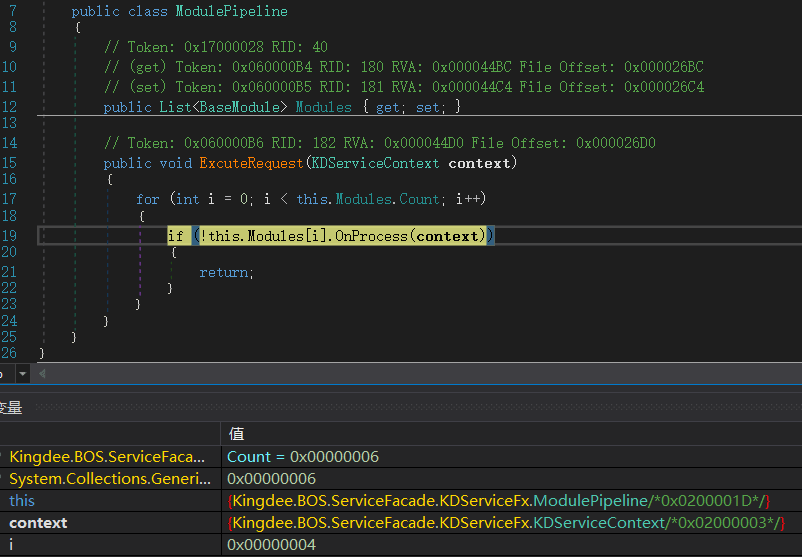 7 public class ModulePipeline
8 {
9 // Token: 0x17000028 RID: 40
10 // (get) Token: 0x060000B4 RID: 180 RVA: 0x000044BC File Offset: 0x000026BC
11 // (set) Token: 0x060000B5 RID: 181 RVA: 0x000044C4 File Offset: 0x000026C4
12 public List<BaseModule> Modules { get; set; }
13
14 // Token: 0x060000B6 RID: 182 RVA: 0x000044D0 File Offset: 0x000026D0
15 public void ExcuteRequest(KDServiceContext context)
16 {
17 for (int i = 0; i < this.Modules.Count; i++)
18 {
19 if (!this.Modules[i].OnProcess(context))
20 {
21 return;
22 }
23 }
24 }
25 }
26 }
变量
值
Kingdee.BOS.ServiceFaca... Count = 0x00000006
System.Collections.Generi... 0x00000006
this {Kingdee.BOS.ServiceFacade.KDServiceFx.ModulePipeline/*0x0200001D*/}
context {Kingdee.BOS.ServiceFacade.KDServiceFx.KDServiceContext/*0x02000003*/}
i 0x00000004